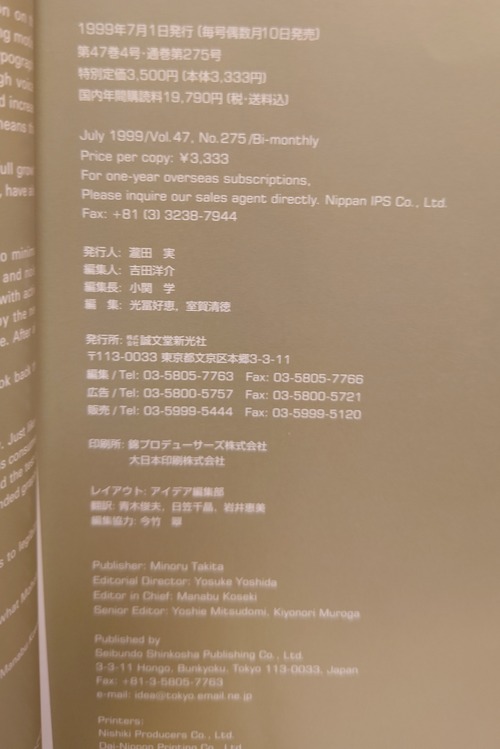 1999年7月1日発行（毎号偶数月10日発売）
第47巻4号・通巻第275号
特別定価3,500円（本体3,333円）
国内年間購読料19,790円（税・送料込）
July 1999/Vol. 47, No. 275/Bi-monthly
Price per copy: ¥3,333
For one-year overseas subscriptions,
Please inquire our sales agent directly. Nippan IPS Co., Ltd.
Fax: +81 (3) 3238-7944
発行人: 瀧田　実
編集人: 吉田洋介
編集長: 小関　学
編　集: 光冨好恵，室賀清徳
発行所: 株式会社誠文堂新光社
〒113-0033 東京都文京区本郷3-3-11
編集/Tel: 03-5805-7763　Fax: 03-5805-7766
広告/Tel: 03-5800-5757　Fax: 03-5800-5721
販売/Tel: 03-5999-5444　Fax: 03-5999-5120
印刷所: 錦プロデューサーズ株式会社
大日本印刷株式会社
レイアウト: アイデア編集部
翻訳: 青木俊夫，日笠千晶，岩井恵美
編集協力: 今竹　翠
Publisher: Minoru Takita
Editorial Director: Yosuke Yoshida
Editor in Chief: Manabu Koseki
Senior Editor: Yoshie Mitsudomi, Kiyonori Muroga
Published by
Seibundo Shinkosha Publishing Co., Ltd.
3-3-11 Hongo, Bunkyoku, Tokyo 113-0033, Japan
Fax: +81-3-5805-7763
e-mail: idea@tokyo.email.ne.jp
Printers:
Nishiki Producers Co., Ltd.
Dai-Nippon Printing Co., Ltd.